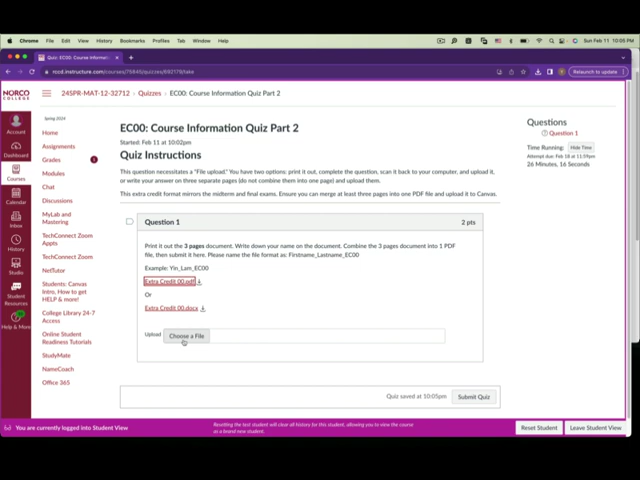 Chrome File Edit View History Bookmarks Profiles Tab Window Help Sun Feb 11 10:05 PM
Quiz: EC00: Course Informati
rccd.instructure.com/courses/75845/quizzes/692179/take
Relaunch to update
NORCO
COLLEGE
24SPR-MAT-12-32712 › Quizzes › EC00: Course Information Quiz Part 2
Account
Dashboard
Courses
Calendar
Inbox
History
Studio
Student
Resources
Help & More
Spring 2024
Home
Assignments
Grades
Modules
Chat
Discussions
MyLab and
Mastering
TechConnect Zoom
Appts
TechConnect Zoom
NetTutor
Students: Canvas
Intro, How to get
HELP & more!
College Library 24-7
Access
Online Student
Readiness Tutorials
StudyMate
NameCoach
Office 365
EC00: Course Information Quiz Part 2
Started: Feb 11 at 10:02pm
Quiz Instructions
This question necessitates a "File upload." You have two options: print it out, complete the question, scan it back to your computer, and upload it,
or write your answer on three separate pages (do not combine them into one page) and upload them.
This extra credit format mirrors the midterm and final exams. Ensure you can merge at least three pages into one PDF file and upload it to Canvas.
Question 1 2 pts
Print it out the 3 pages document. Write down your name on the document. Combine the 3 pages document into 1 PDF
file, then submit it here. Please name the file format as: Firstname_Lastname_EC00
Example: Yin_Lam_EC00
Extra Credit 00.pdf
Or
Extra Credit 00.docx
Upload Choose a File
Quiz saved at 10:05pm Submit Quiz
Questions
Question 1
Time Running: Hide Time
Attempt due: Feb 18 at 11:59pm
26 Minutes, 16 Seconds
You are currently logged into Student View
Resetting the test student will clear all history for this student, allowing you to view the course
as a brand new student.
Reset Student Leave Student View